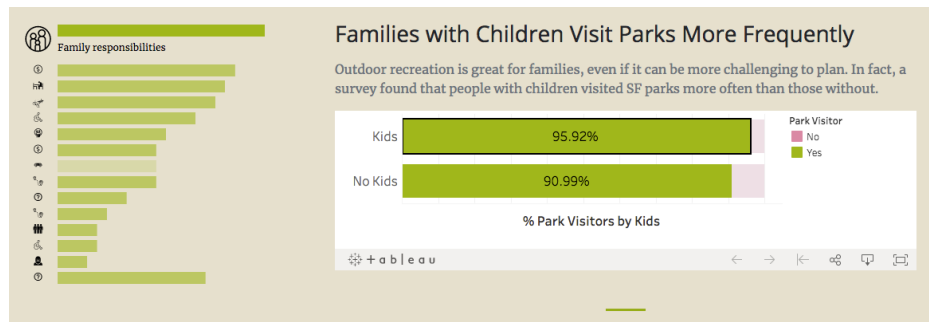 Family responsibilities
Families with Children Visit Parks More Frequently
Outdoor recreation is great for families, even if it can be more challenging to plan. In fact, a
survey found that people with children visited SF parks more often than those without.
Kids
95.92%
No Kids
90.99%
% Park Visitors by Kids
Park Visitor
No
Yes
+ a b | e a u